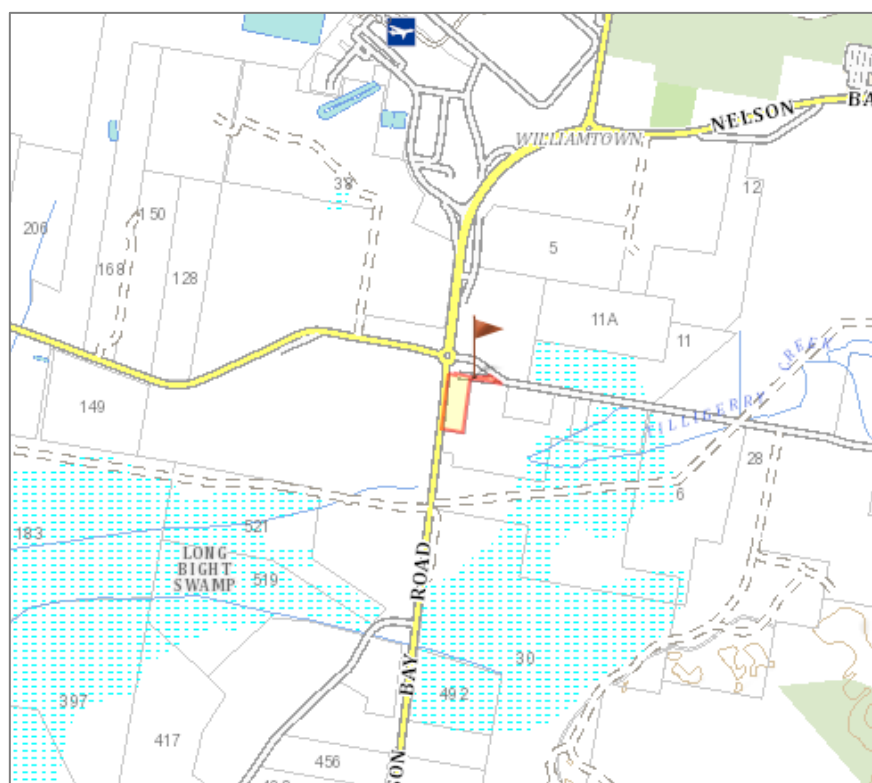 WILLIAMTOWN
NELSON
BA
38
12
150
206
5
168
128
11A
11
CREEK
149
TILLIGERRY
28
6
183
521
LONG
BIGHT
SWAMP
519
ROAD
30
BAY
492
397
417
456
SON